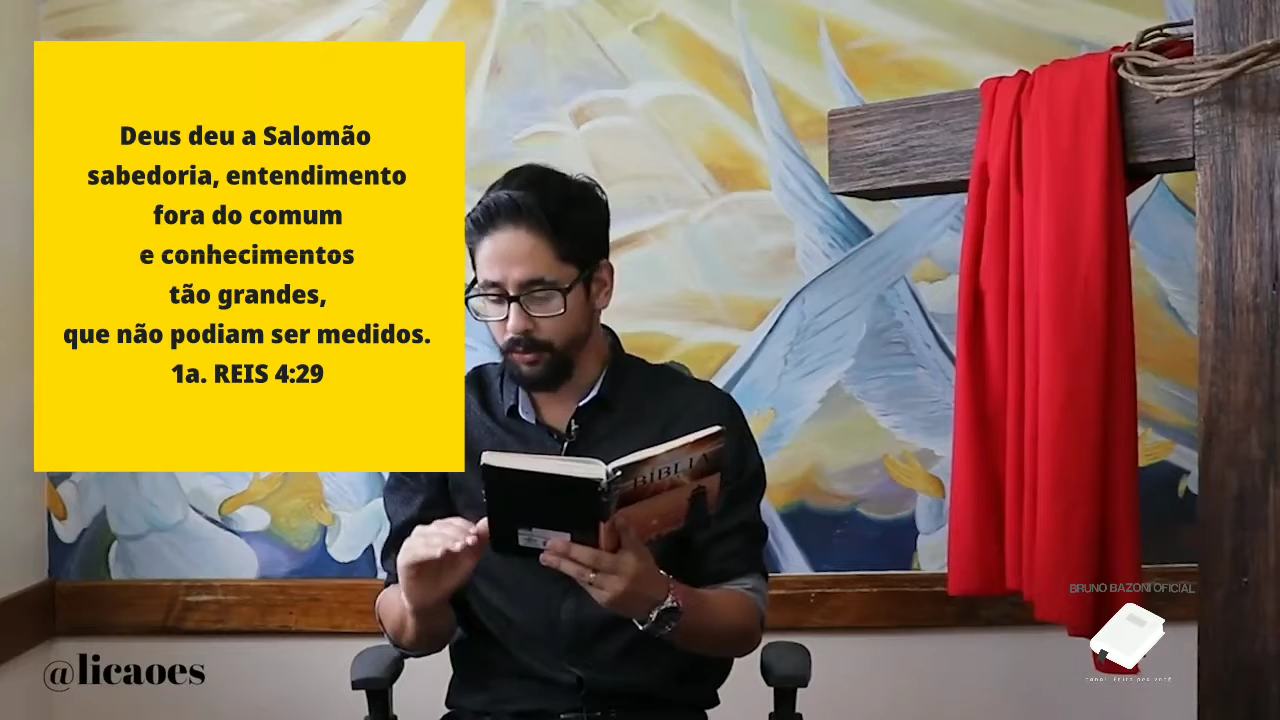 Deus deu a Salomão
sabedoria, entendimento
fora do comum
e conhecimentos
tão grandes,
que não podiam ser medidos.
1a. REIS 4:29
BÍBLIA
BRUNO BAZONI OFICIAL
@licaoes